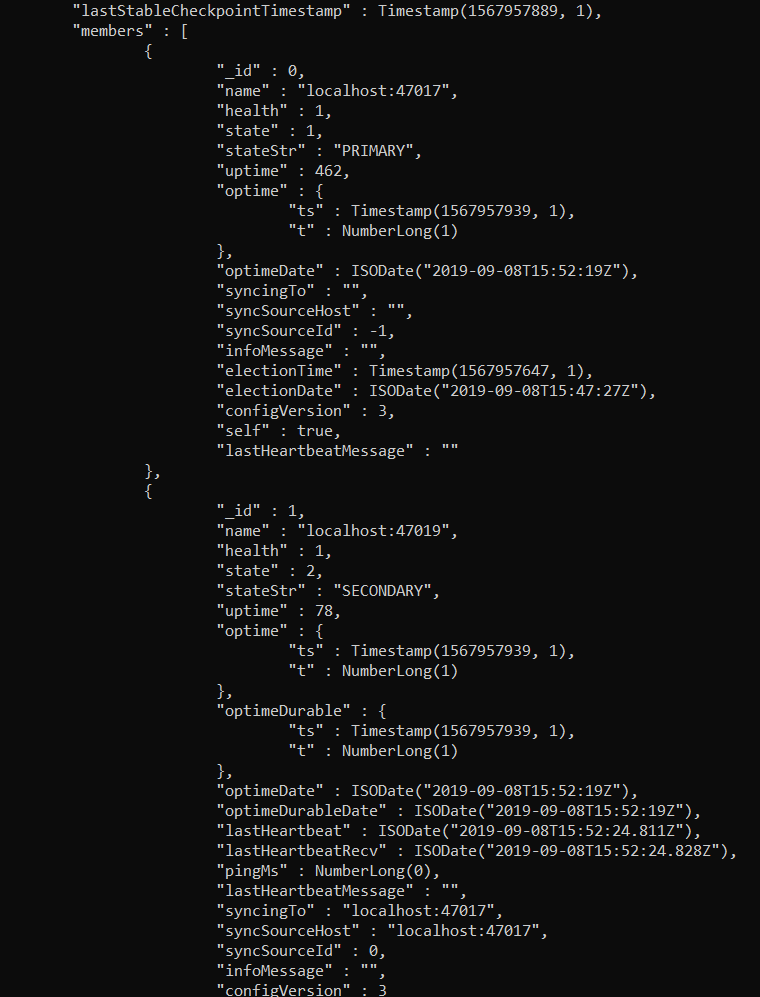 "lastStableCheckpointTimestamp" : Timestamp(1567957889, 1),
"members" : [
{
"_id" : 0,
"name" : "localhost:47017",
"health" : 1,
"state" : 1,
"stateStr" : "PRIMARY",
"uptime" : 462,
"optime" : {
"ts" : Timestamp(1567957939, 1),
"t" : NumberLong(1)
},
"optimeDate" : ISODate("2019-09-08T15:52:19Z"),
"syncingTo" : "",
"syncSourceHost" : "",
"syncSourceId" : -1,
"infoMessage" : "",
"electionTime" : Timestamp(1567957647, 1),
"electionDate" : ISODate("2019-09-08T15:47:27Z"),
"configVersion" : 3,
"self" : true,
"lastHeartbeatMessage" : ""
},
{
"_id" : 1,
"name" : "localhost:47019",
"health" : 1,
"state" : 2,
"stateStr" : "SECONDARY",
"uptime" : 78,
"optime" : {
"ts" : Timestamp(1567957939, 1),
"t" : NumberLong(1)
},
"optimeDurable" : {
"ts" : Timestamp(1567957939, 1),
"t" : NumberLong(1)
},
"optimeDate" : ISODate("2019-09-08T15:52:19Z"),
"optimeDurableDate" : ISODate("2019-09-08T15:52:19Z"),
"lastHeartbeat" : ISODate("2019-09-08T15:52:24.811Z"),
"lastHeartbeatRecv" : ISODate("2019-09-08T15:52:24.828Z"),
"pingMs" : NumberLong(0),
"lastHeartbeatMessage" : "",
"syncingTo" : "localhost:47017",
"syncSourceHost" : "localhost:47017",
"syncSourceId" : 0,
"infoMessage" : "",
"configVersion" : 3